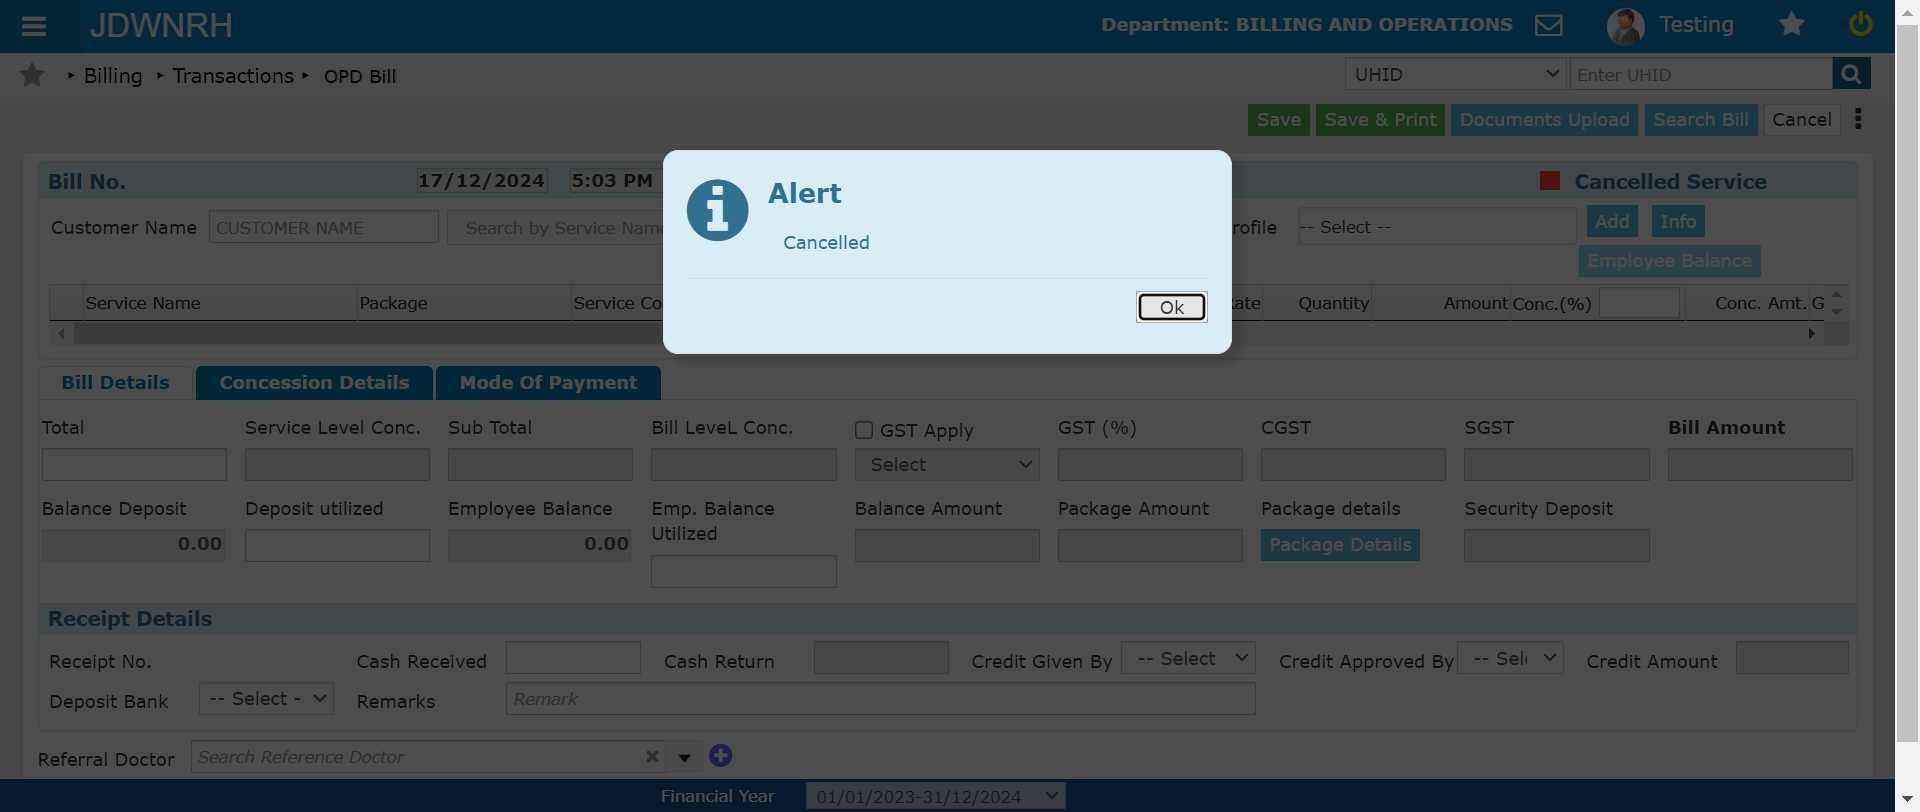 JDWNRH
Department: BILLING AND OPERATIONS
Testing
Billing
Transactions
OPD Bill
UHID
Enter UHID
Save
Save & Print
Documents Upload
Search Bill
Cancel
Bill No.
17/12/2024
5:03 PM
Cancelled Service
Alert
Cancelled
Ok
Customer Name
CUSTOMER NAME
Search by Service Name
-- Select --
Add
Info
Employee Balance
Service Name
Package
Service Co
Quantity
Amount
Conc.(%)
Conc. Amt.
G
Bill Details
Concession Details
Mode Of Payment
Total
Service Level Conc.
Sub Total
Bill LeveL Conc.
GST Apply
GST (%)
CGST
SGST
Bill Amount
Select
Balance Deposit
Deposit utilized
Employee Balance
Emp. Balance
Utilized
Balance Amount
Package Amount
Package details
Security Deposit
0.00
0.00
Package Details
Receipt Details
Receipt No.
Cash Received
Cash Return
Credit Given By
-- Select
Credit Approved By
-- Sel
Credit Amount
Deposit Bank
-- Select -
Remarks
Remark
Referral Doctor
Search Reference Doctor
Financial Year
01/01/2023-31/12/2024